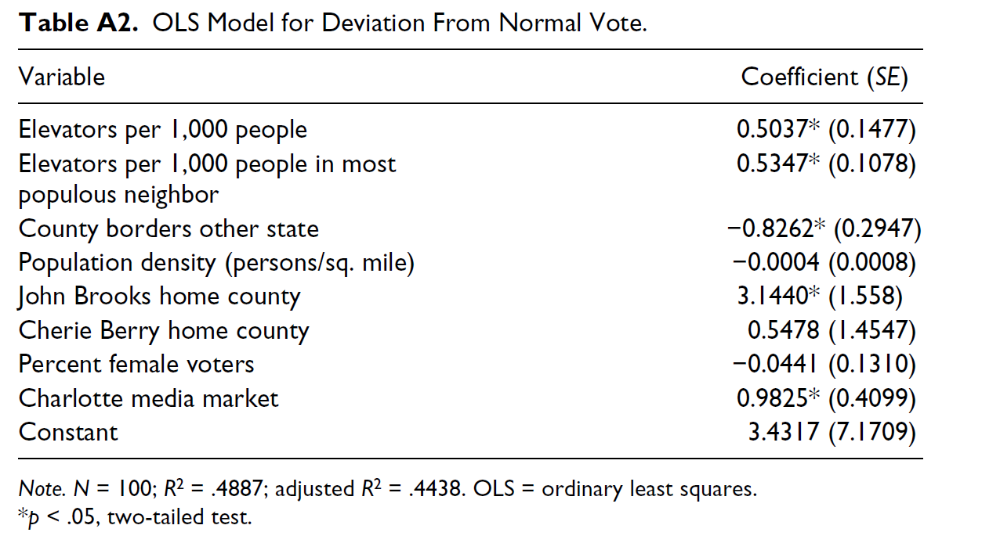 Table A2. OLS Model for Deviation From Normal Vote.
Variable Coefficient (SE)
Elevators per 1,000 people 0.5037* (0.1477)
Elevators per 1,000 people in most 0.5347* (0.1078)
populous neighbor
County borders other state −0.8262* (0.2947)
Population density (persons/sq. mile) −0.0004 (0.0008)
John Brooks home county 3.1440* (1.558)
Cherie Berry home county 0.5478 (1.4547)
Percent female voters −0.0441 (0.1310)
Charlotte media market 0.9825* (0.4099)
Constant 3.4317 (7.1709)
Note. N = 100; R² = .4887; adjusted R² = .4438. OLS = ordinary least squares.
*p < .05, two-tailed test.